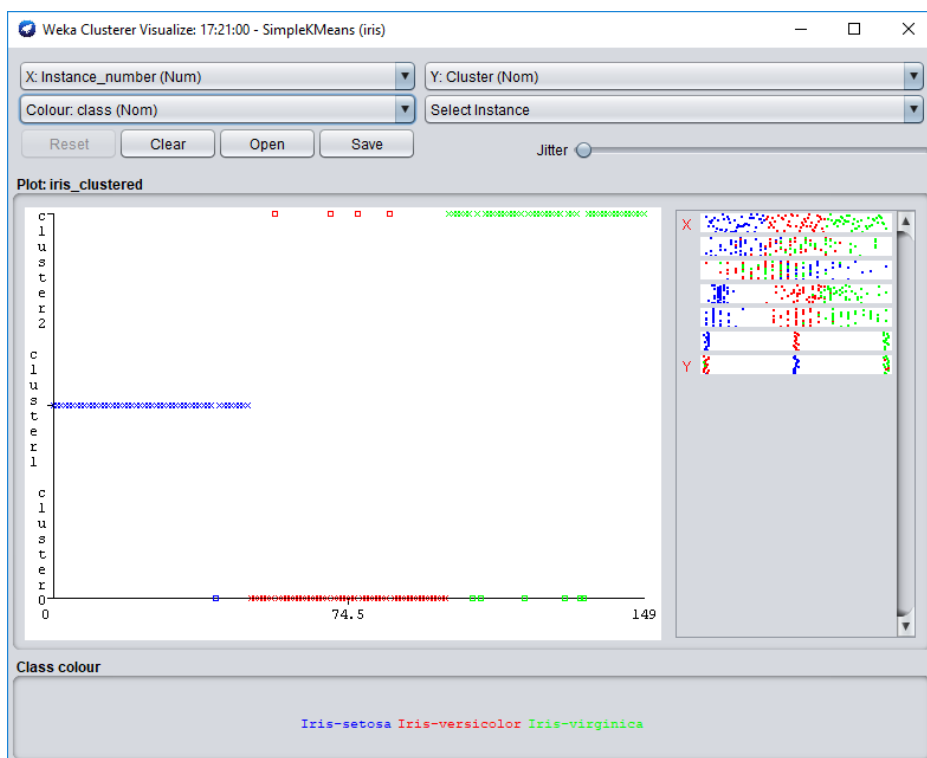 Weka Clusterer Visualize: 17:21:00 - SimpleKMeans (iris)
X: Instance_number (Num) Y: Cluster (Nom)
Colour: class (Nom) Select Instance
Reset Clear Open Save Jitter
Plot: iris_clustered
cluster2
cluster1
cluster0
0 74.5 149
X
Y
Class colour
Iris-setosa Iris-versicolor Iris-virginica